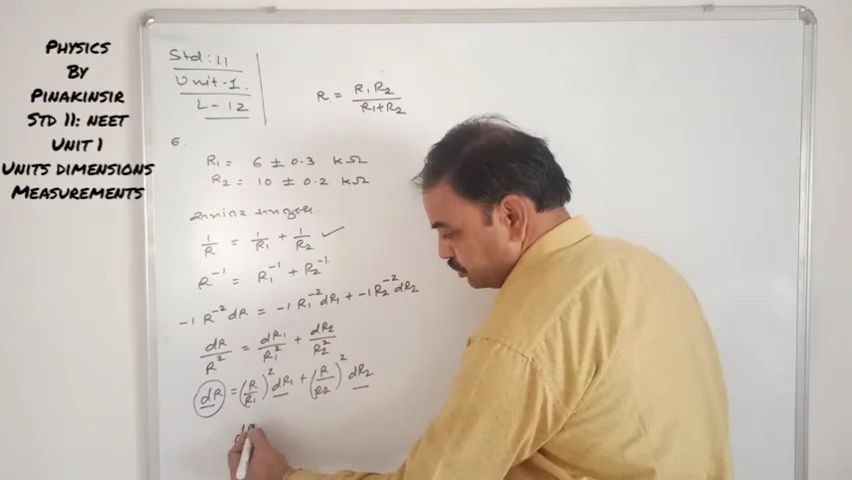 PHYSICS
BY
PINAKINSIR
STD 11: NEET
UNIT 1
UNITS DIMENSIONS
MEASUREMENTS
Std : 11
Unit - 1.
L - 12
R = R₁R₂ / R₁+R₂
6.
R₁ = 6 ± 0.3 kΩ
R₂ = 10 ± 0.2 kΩ
સમાંતર જોડાણ.
1/R = 1/R₁ + 1/R₂ ✓
R⁻¹ = R₁⁻¹ + R₂⁻¹
-1 R⁻² dR = -1 R₁⁻² dR₁ + -1 R₂⁻² dR₂
dR/R² = dR₁/R₁² + dR₂/R₂²
dR = (R/R₁)² dR₁ + (R/R₂)² dR₂